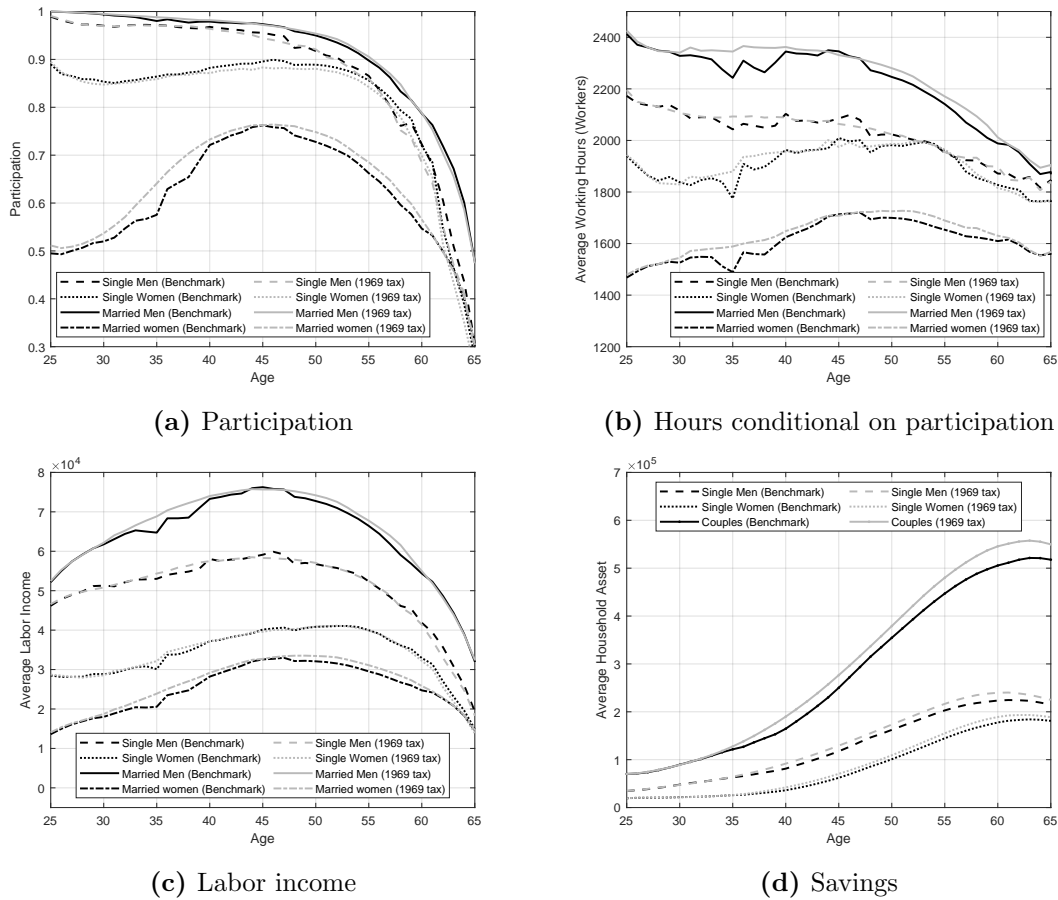 1
0.9
0.8
0.7
0.6
0.5
0.4
0.3
Participation
Single Men (Benchmark)
Single Women (Benchmark)
Married Men (Benchmark)
Married women (Benchmark)
Single Men (1969 tax)
Single Women (1969 tax)
Married Men (1969 tax)
Married women (1969 tax)
25 30 35 40 45 50 55 60 65
Age
(a) Participation
2400
2200
2000
1800
1600
1400
1200
Average Working Hours (Workers)
Single Men (Benchmark)
Single Women (Benchmark)
Married Men (Benchmark)
Married women (Benchmark)
Single Men (1969 tax)
Single Women (1969 tax)
Married Men (1969 tax)
Married women (1969 tax)
25 30 35 40 45 50 55 60 65
Age
(b) Hours conditional on participation
×10⁴
8
7
6
5
4
3
2
1
0
Average Labor Income
Single Men (Benchmark)
Single Women (Benchmark)
Married Men (Benchmark)
Married women (Benchmark)
Single Men (1969 tax)
Single Women (1969 tax)
Married Men (1969 tax)
Married women (1969 tax)
25 30 35 40 45 50 55 60 65
Age
(c) Labor income
×10⁵
7
6
5
4
3
2
1
0
Average Household Asset
Single Men (Benchmark)
Single Women (Benchmark)
Couples (Benchmark)
Single Men (1969 tax)
Single Women (1969 tax)
Couples (1969 tax)
25 30 35 40 45 50 55 60 65
Age
(d) Savings